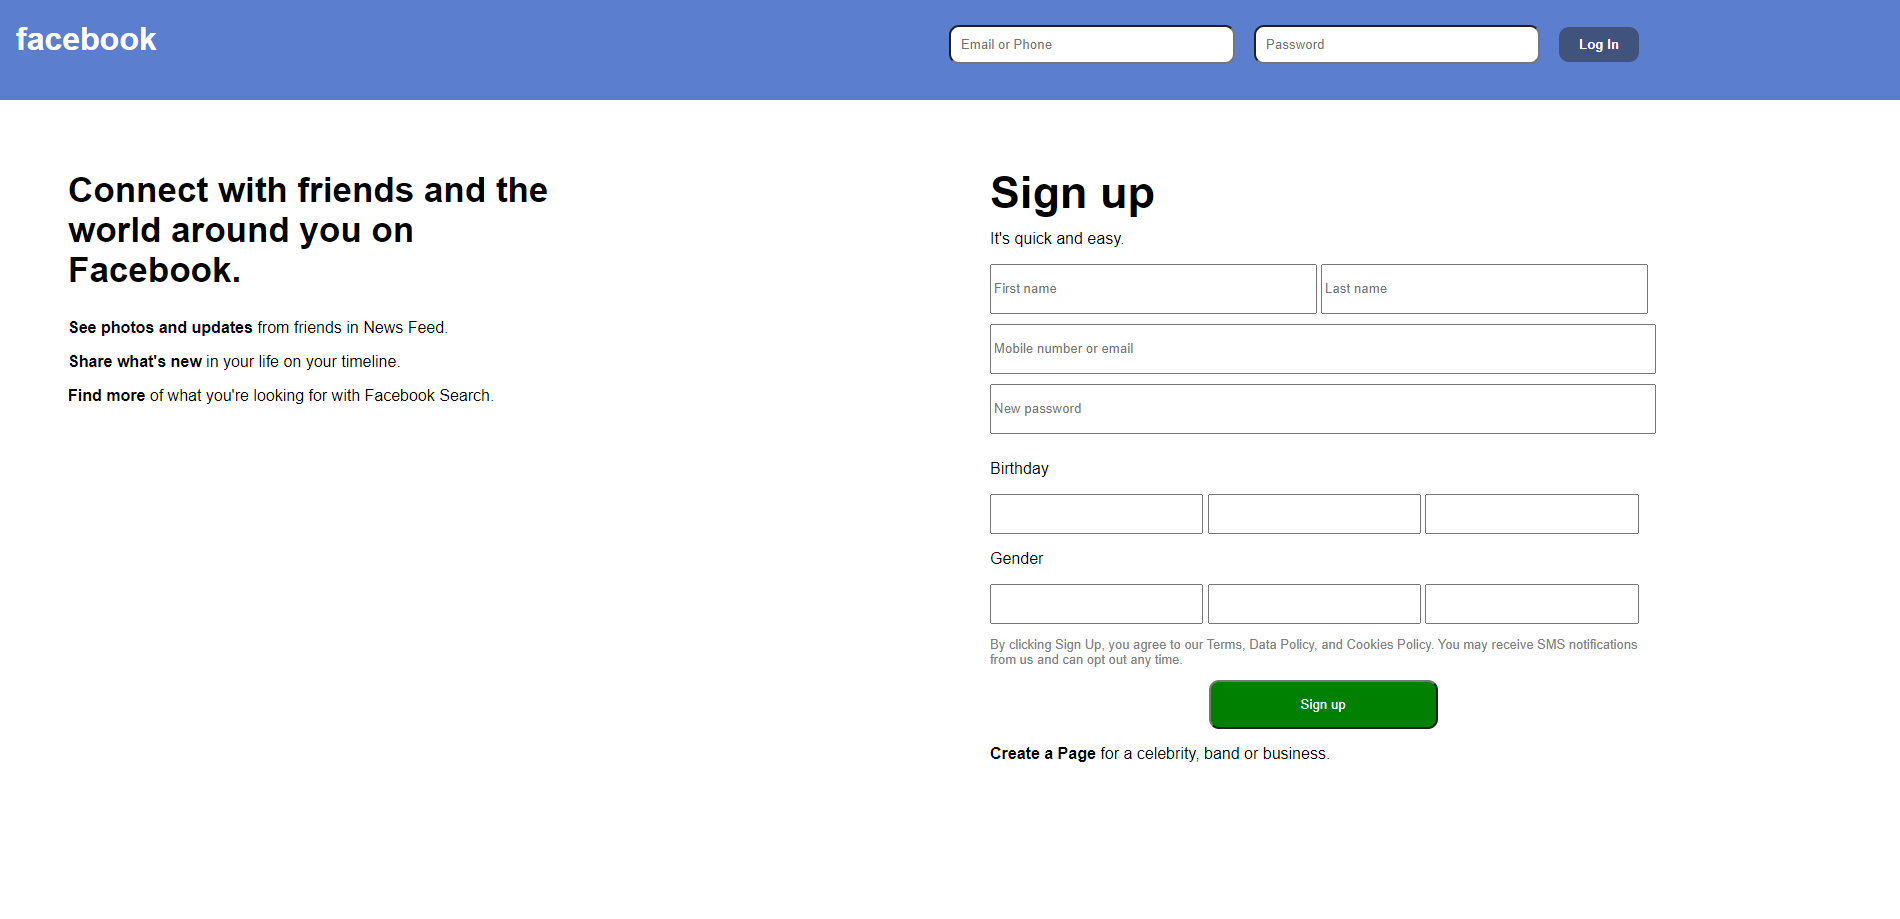 facebook
Email or Phone
Password
Log In
Connect with friends and the
world around you on
Facebook.
See photos and updates from friends in News Feed.
Share what's new in your life on your timeline.
Find more of what you're looking for with Facebook Search.
Sign up
It's quick and easy.
First name
Last name
Mobile number or email
New password
Birthday
Gender
By clicking Sign Up, you agree to our Terms, Data Policy, and Cookies Policy. You may receive SMS notifications
from us and can opt out any time.
Sign up
Create a Page for a celebrity, band or business.